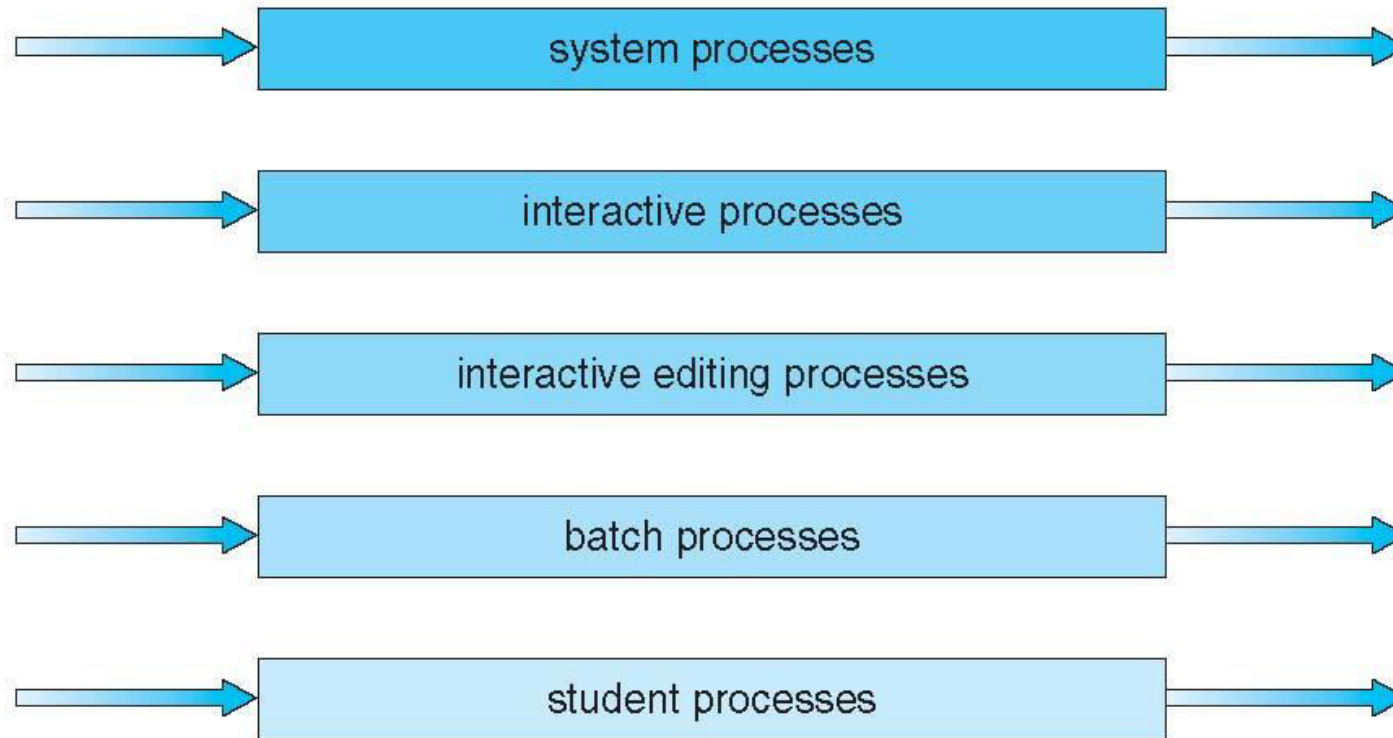 system processes
interactive processes
interactive editing processes
batch processes
student processes